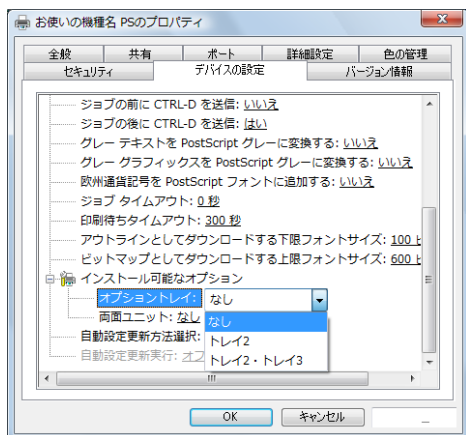 お使いの機種名 PSのプロパティ
全般 共有 ポート 詳細設定 色の管理
セキュリティ デバイスの設定 バージョン情報
ジョブの前に CTRL-D を送信: いいえ
ジョブの後に CTRL-D を送信: はい
グレー テキストを PostScript グレーに変換する: いいえ
グレー グラフィックスを PostScript グレーに変換する: いいえ
欧州通貨記号を PostScript フォントに追加する: いいえ
ジョブ タイムアウト: 0 秒
印刷待ちタイムアウト: 300 秒
アウトラインとしてダウンロードする下限フォントサイズ: 100
ビットマップとしてダウンロードする上限フォントサイズ: 600
インストール可能なオプション
オプショントレイ: なし
両面ユニット: なし
なし
自動設定更新方法選択:
トレイ2
自動設定更新実行: オフ
トレイ2・トレイ3
OK キャンセル